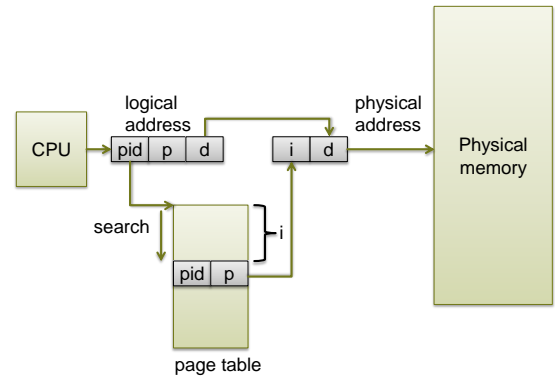 logical
address
physical
address
CPU
pid p d
i d
Physical
memory
search
i
pid p
page table